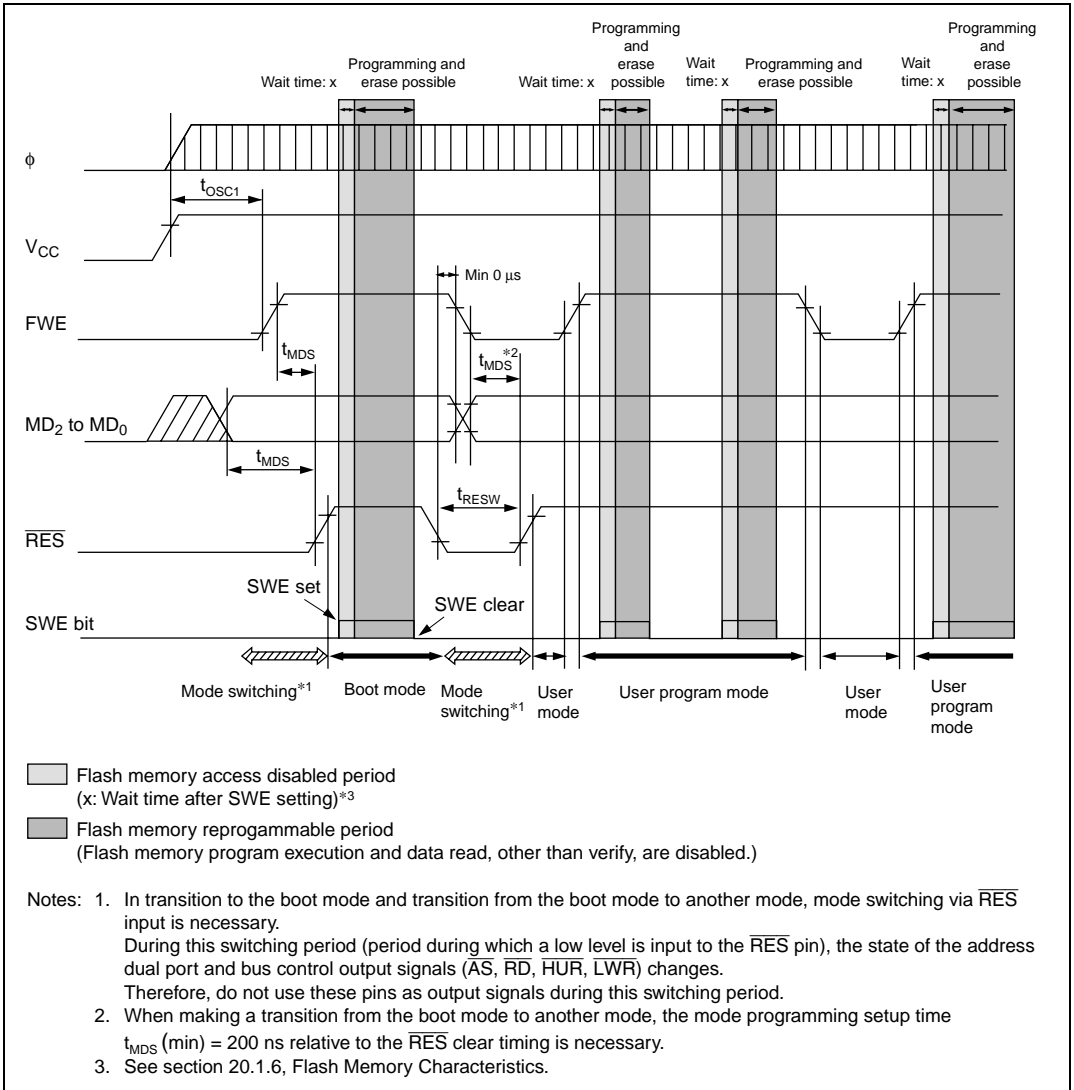 Programming
and
erase
possible
Programming
and
erase
possible
Wait time: x
Programming and
erase possible
Wait time: x
Wait
time: x
Programming and
erase possible
Wait
time: x
ϕ
tOSC1
VCC
Min 0 μs
FWE
tMDS
tMDS*2
MD2 to MD0
tMDS
tRESW
RES
SWE set
SWE clear
SWE bit
Mode switching*1
Boot mode
Mode
switching*1
User
mode
User program mode
User
mode
User
program
mode
Flash memory access disabled period
(x: Wait time after SWE setting)*3
Flash memory reprogammable period
(Flash memory program execution and data read, other than verify, are disabled.)
Notes: 1. In transition to the boot mode and transition from the boot mode to another mode, mode switching via RES
input is necessary.
During this switching period (period during which a low level is input to the RES pin), the state of the address
dual port and bus control output signals (AS, RD, HUR, LWR) changes.
Therefore, do not use these pins as output signals during this switching period.
2. When making a transition from the boot mode to another mode, the mode programming setup time
tMDS (min) = 200 ns relative to the RES clear timing is necessary.
3. See section 20.1.6, Flash Memory Characteristics.